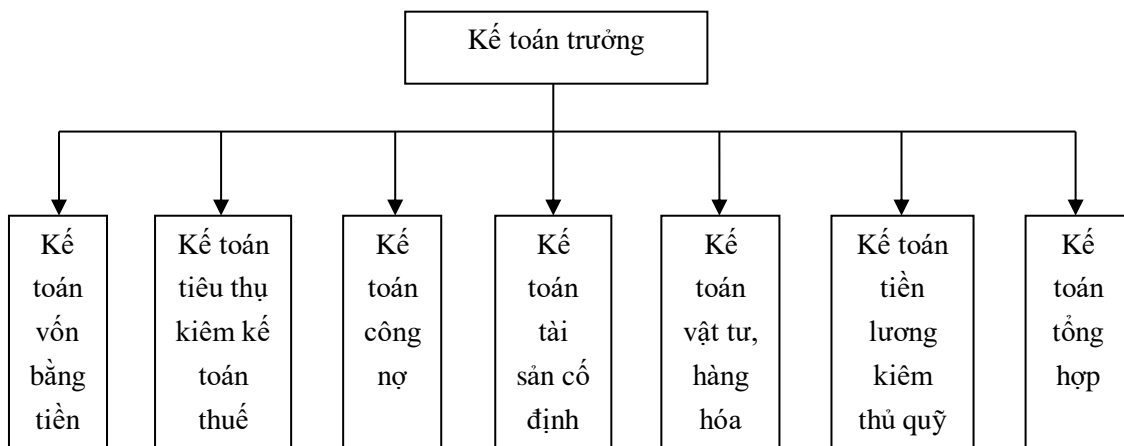 Kế toán trưởng
Kế
toán
vốn
bằng
tiền
Kế toán
tiêu thụ
kiêm kế
toán
thuế
Kế
toán
công
nợ
Kế
toán
tài
sản cố
định
Kế
toán
vật tư,
hàng
hóa
Kế toán
tiền
lương
kiêm
thủ quỹ
Kế
toán
tổng
hợp